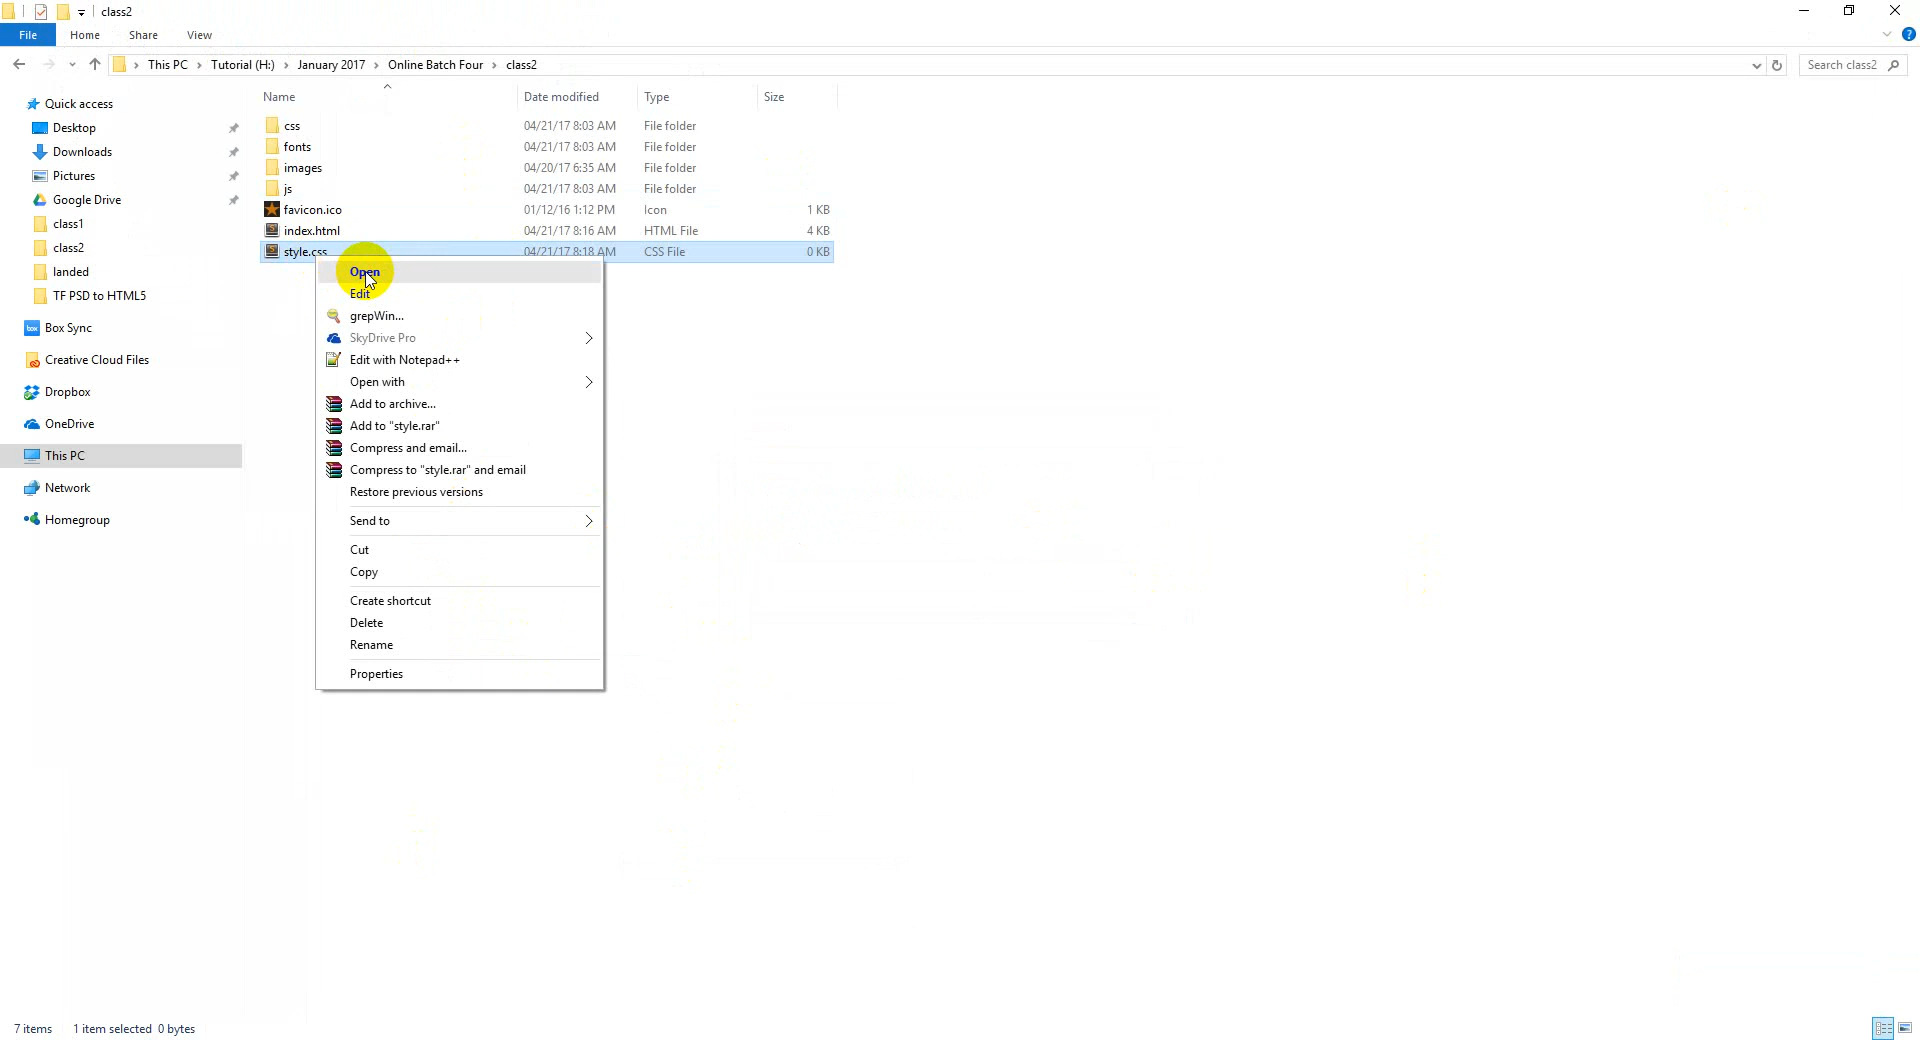 class2
File Home Share View
This PC Tutorial (H:) January 2017 Online Batch Four class2
Search class2
Name Date modified Type Size
Quick access
Desktop
Downloads
Pictures
Google Drive
class1
class2
landed
TF PSD to HTML5
box Box Sync
Creative Cloud Files
Dropbox
OneDrive
This PC
Network
Homegroup
css 04/21/17 8:03 AM File folder
fonts 04/21/17 8:03 AM File folder
images 04/20/17 6:35 AM File folder
js 04/21/17 8:03 AM File folder
favicon.ico 01/12/16 1:12 PM Icon 1 KB
index.html 04/21/17 8:16 AM HTML File 4 KB
style.css 04/21/17 8:18 AM CSS File 0 KB
Open
Edit
grepWin...
SkyDrive Pro
Edit with Notepad++
Open with
Add to archive...
Add to "style.rar"
Compress and email...
Compress to "style.rar" and email
Restore previous versions
Send to
Cut
Copy
Create shortcut
Delete
Rename
Properties
7 items 1 item selected 0 bytes